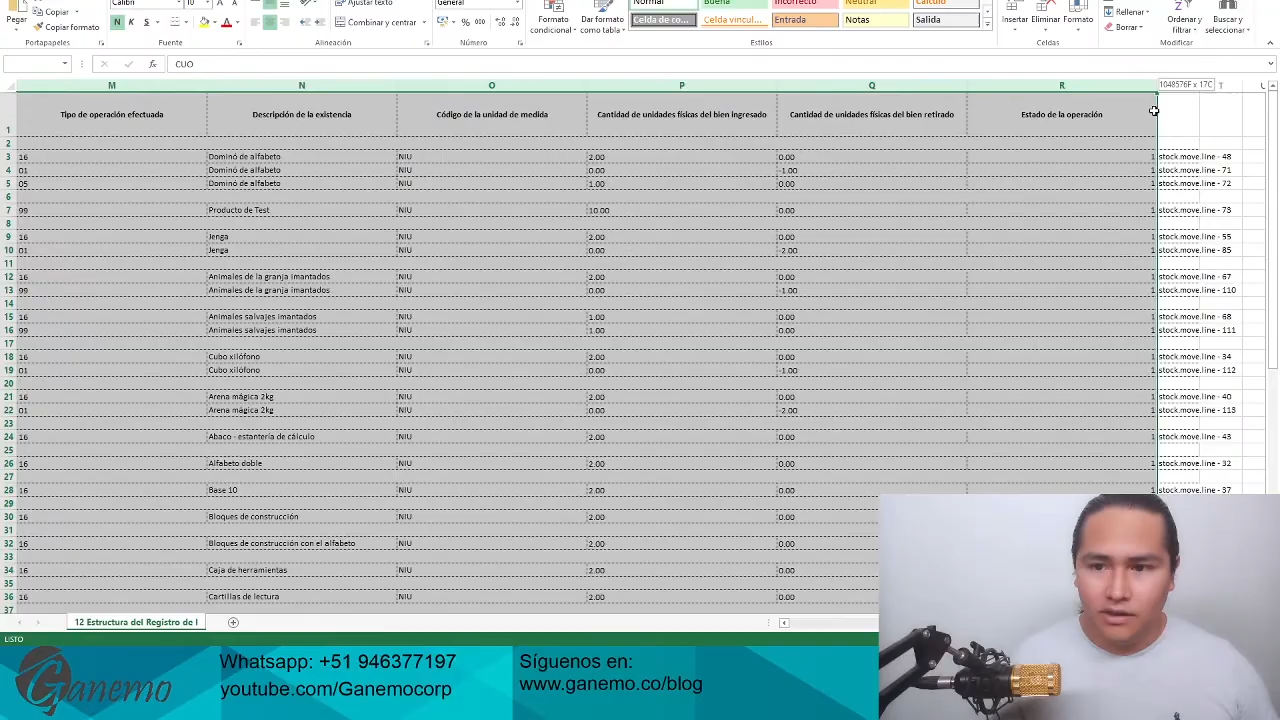 Pegar
Copiar
Copiar formato
Portapapeles
Calibri
10
N K S
Fuente
Ajustar texto
Combinar y centrar
Alineación
General
% 000
Número
Formato condicional
Dar formato como tabla
Normal
Buena
Incorrecto
Neutral
Cálculo
Celda de co...
Celda vincul...
Entrada
Notas
Salida
Estilos
Insertar Eliminar Formato
Celdas
Rellenar
Borrar
Ordenar y filtrar
Buscar y seleccionar
Modificar
fx CUO
M N O P Q R 1048576F x 17C T
1 Tipo de operación efectuada Descripción de la existencia Código de la unidad de medida Cantidad de unidades físicas del bien ingresado Cantidad de unidades físicas del bien retirado Estado de la operación
2
3 16 Dominó de alfabeto NIU 2.00 0.00 1 stock.move.line - 48
4 01 Dominó de alfabeto NIU 0.00 -1.00 1 stock.move.line - 71
5 05 Dominó de alfabeto NIU 1.00 0.00 1 stock.move.line - 72
6
7 99 Producto de Test NIU 10.00 0.00 1 stock.move.line - 73
8
9 16 Jenga NIU 2.00 0.00 1 stock.move.line - 55
10 01 Jenga NIU 0.00 -2.00 1 stock.move.line - 85
11
12 16 Animales de la granja imantados NIU 2.00 0.00 1 stock.move.line - 67
13 99 Animales de la granja imantados NIU 0.00 -1.00 1 stock.move.line - 110
14
15 16 Animales salvajes imantados NIU 1.00 0.00 1 stock.move.line - 68
16 99 Animales salvajes imantados NIU 1.00 0.00 1 stock.move.line - 111
17
18 16 Cubo xilófono NIU 2.00 0.00 1 stock.move.line - 34
19 01 Cubo xilófono NIU 0.00 -1.00 1 stock.move.line - 112
20
21 16 Arena mágica 2kg NIU 2.00 0.00 1 stock.move.line - 40
22 01 Arena mágica 2kg NIU 0.00 -2.00 1 stock.move.line - 113
23
24 16 Abaco - estantería de cálculo NIU 2.00 0.00 1 stock.move.line - 43
25
26 16 Alfabeto doble NIU 2.00 0.00 1 stock.move.line - 32
27
28 16 Base 10 NIU 2.00 0.00 1 stock.move.line - 37
29
30 16 Bloques de construcción NIU 2.00 0.00
31
32 16 Bloques de construcción con el alfabeto NIU 2.00 0.00
33
34 16 Caja de herramientas NIU 2.00 0.00
35
36 16 Cartillas de lectura NIU 2.00 0.00
37
12 Estructura del Registro de I
LISTO
Ganemo
Whatsapp: +51 946377197
youtube.com/Ganemocorp
Síguenos en:
www.ganemo.co/blog